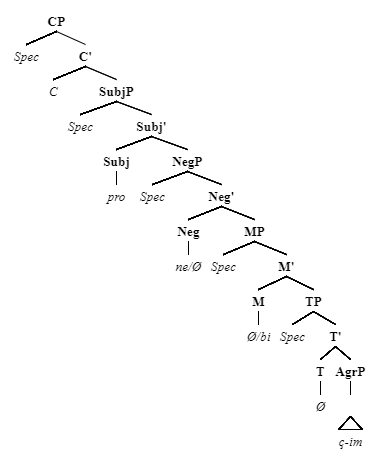 CP
Spec C'
C SubjP
Spec Subj'
Subj NegP
pro Spec Neg'
Neg MP
ne/Ø Spec M'
M TP
Ø/bi Spec T'
T AgrP
Ø
ç-im